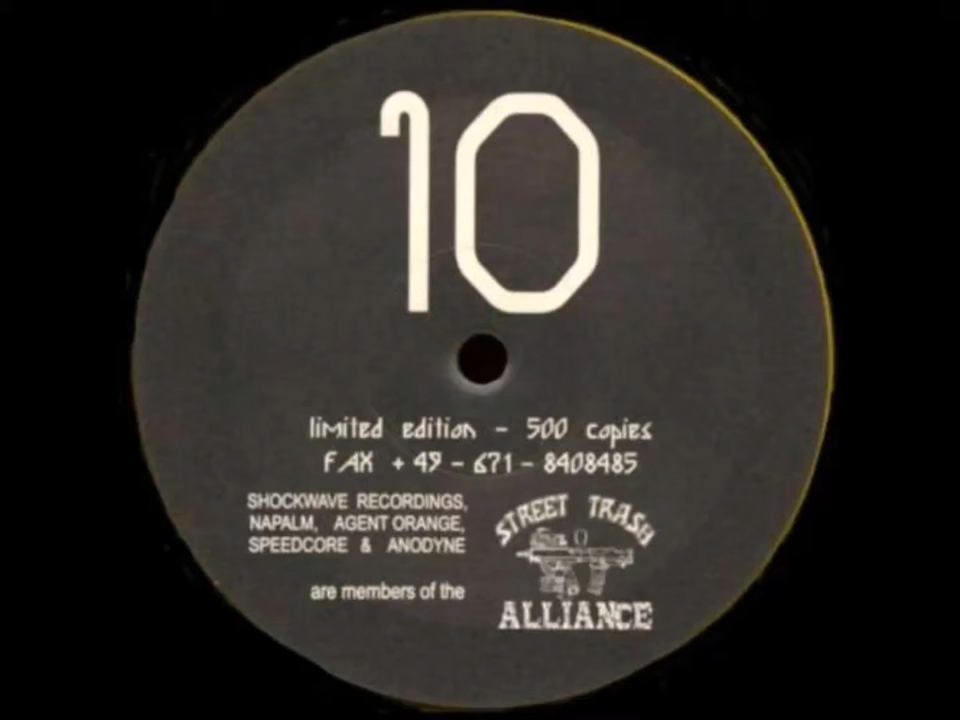 10
limited edition - 500 copies
FAX + 49 - 671 - 8408485
SHOCKWAVE RECORDINGS,
NAPALM, AGENT ORANGE,
SPEEDCORE & ANODYNE
are members of the
STREET TRASH
ALLIANCE